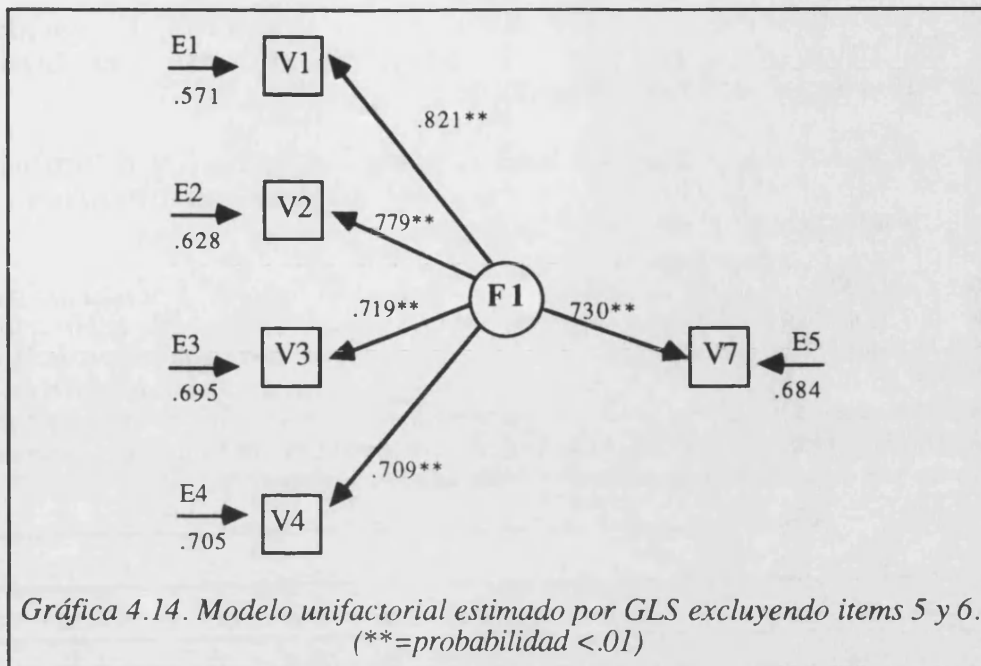 E1
V1
.571
.821**
E2
V2
.779**
.628
F1
.719**
.730**
E3
V3
V7
E5
.695
.684
.709**
E4
V4
.705
Gráfica 4.14. Modelo unifactorial estimado por GLS excluyendo items 5 y 6.
(**=probabilidad <.01)